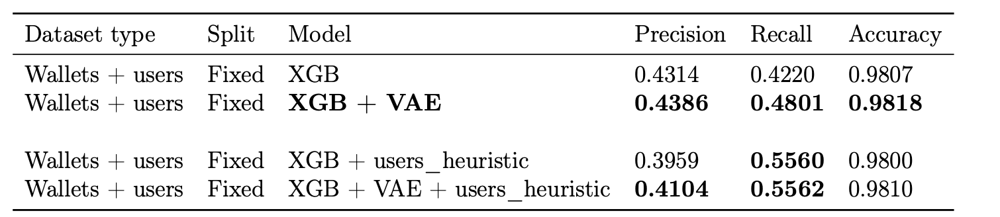 Dataset type Split Model Precision Recall Accuracy
Wallets + users Fixed XGB 0.4314 0.4220 0.9807
Wallets + users Fixed XGB + VAE 0.4386 0.4801 0.9818
Wallets + users Fixed XGB + users_heuristic 0.3959 0.5560 0.9800
Wallets + users Fixed XGB + VAE + users_heuristic 0.4104 0.5562 0.9810